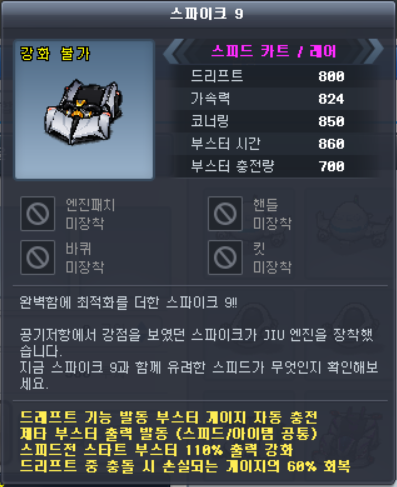 스파이크 9
강화 불가
스피드 카트 / 레어
드리프트 800
가속력 824
코너링 850
부스터 시간 860
부스터 충전량 700
엔진패치
미장착
핸들
미장착
바퀴
미장착
킷
미장착
완벽함에 최적화를 더한 스파이크 9!!
공기저항에서 강점을 보였던 스파이크가 JIU 엔진을 장착했
습니다.
지금 스파이크 9과 함께 유려한 스피드가 무엇인지 확인해보
세요.
드래프트 기능 발동 부스터 게이지 자동 충전
제타 부스터 출력 발동 (스피드/아이템 공통)
스피드전 스타트 부스터 110% 출력 강화
드리프트 중 충돌 시 손실되는 게이지의 60% 회복